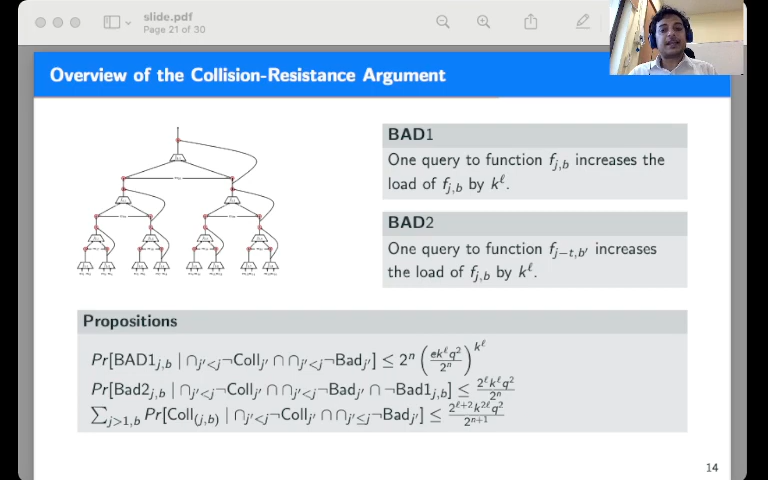 slide.pdf
Page 21 of 30
Overview of the Collision-Resistance Argument
BAD1
One query to function f_{j,b} increases the
load of f_{j,b} by k^ℓ.
BAD2
One query to function f_{j−t,b′} increases
the load of f_{j,b} by k^ℓ.
Propositions
Pr[BAD1_{j,b} | ∩_{j′<j}¬Coll_{j′} ∩ ∩_{j′<j}¬Bad_{j′}] ≤ 2^n (ek^ℓq^2/2^n)^{k^ℓ}
Pr[Bad2_{j,b} | ∩_{j′<j}¬Coll_{j′} ∩ ∩_{j′<j}¬Bad_{j′} ∩ ¬Bad1_{j,b}] ≤ 2^ℓk^ℓq^2/2^n
∑_{j>1,b} Pr[Coll_{(j,b)} | ∩_{j′<j}¬Coll_{j′} ∩ ∩_{j′≤j}¬Bad_{j′}] ≤ 2^{ℓ+2}k^{2ℓ}q^2/2^{n+1}
14